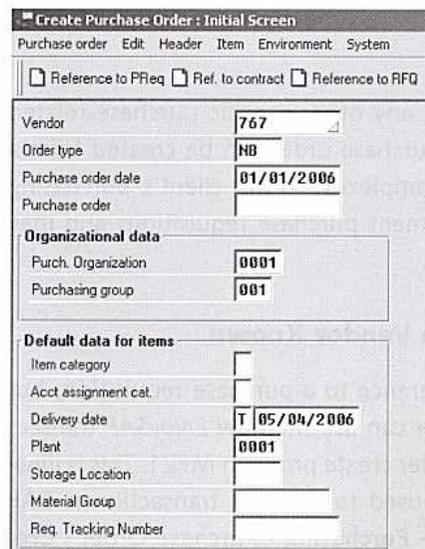 Create Purchase Order : Initial Screen
Purchase order Edit Header Item Environment System
Reference to PReq Ref. to contract Reference to RFQ
Vendor 767
Order type NB
Purchase order date 01/01/2006
Purchase order
Organizational data
Purch. Organization 0001
Purchasing group 001
Default data for items
Item category
Acct assignment cat.
Delivery date T 05/04/2006
Plant 0001
Storage Location
Material Group
Req. Tracking Number